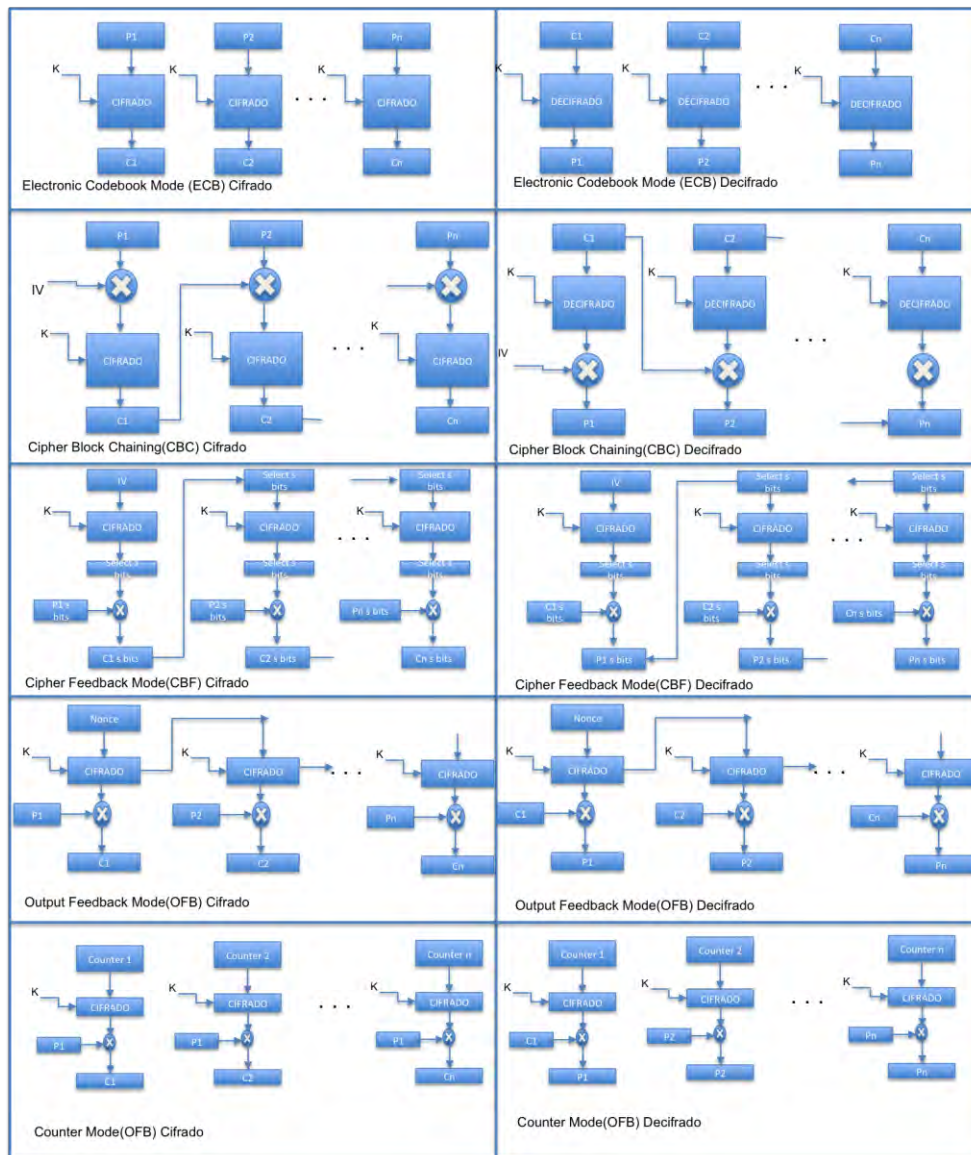 P1 P2 Pn
K K K
CIFRADO CIFRADO . . . CIFRADO
C1 C2 Cn
Electronic Codebook Mode (ECB) Cifrado
C1 C2 Cn
K K K
DECIFRADO DECIFRADO . . . DECIFRADO
P1 P2 Pn
Electronic Codebook Mode (ECB) Decifrado
P1 P2 Pn
IV
K K K
CIFRADO CIFRADO . . . CIFRADO
C1 C2 Cn
Cipher Block Chaining(CBC) Cifrado
C1 C2 Cn
K K K
DECIFRADO DECIFRADO DECIFRADO
IV . . .
P1 P2 Pn
Cipher Block Chaining(CBC) Decifrado
IV Select s bits Select s bits
K K K
CIFRADO CIFRADO . . . CIFRADO
Select s bits Select s bits Select s bits
P1 s bits X P2 s bits X Pn s bits X
C1 s bits C2 s bits Cn s bits
Cipher Feedback Mode(CBF) Cifrado
IV Select s bits Select s bits
K K K
CIFRADO CIFRADO . . . CIFRADO
Select s bits Select s bits Select s bits
C1 s bits X C2 s bits X Cn s bits X
P1 s bits P2 s bits Pn s bits
Cipher Feedback Mode(CBF) Decifrado
Nonce
K K K
CIFRADO CIFRADO . . . CIFRADO
P1 X P2 X Pn X
C1 C2 Cn
Output Feedback Mode(OFB) Cifrado
Nonce
K K K
CIFRADO CIFRADO . . . CIFRADO
C1 X C2 X Cn X
P1 P2 Pn
Output Feedback Mode(OFB) Decifrado
Counter 1 Counter 2 Counter n
K K K
CIFRADO CIFRADO . . . CIFRADO
P1 X P1 X P1 X
C1 C2 Cn
Counter Mode(OFB) Cifrado
Counter 1 Counter 2 Counter n
K K K
CIFRADO CIFRADO . . . CIFRADO
C1 X P2 X Pn X
P1 P2 Pn
Counter Mode(OFB) Decifrado